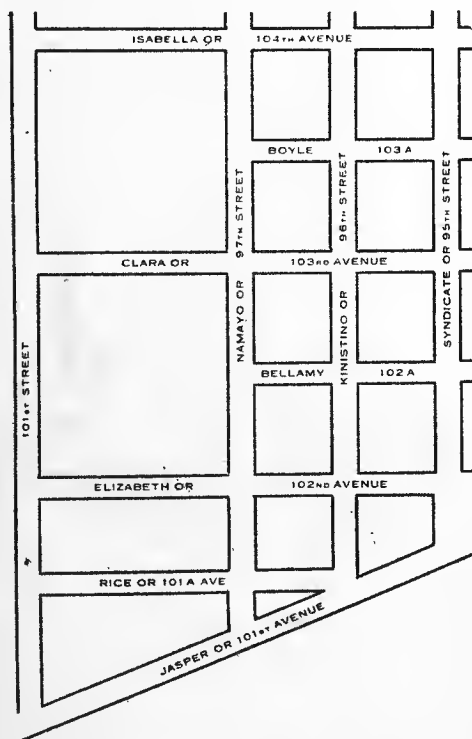 ISABELLA OR 104TH AVENUE
BOYLE 103 A
NAMAYO OR 97TH STREET
KINISTINO OR 96TH STREET
SYNDICATE OR 95TH STREET
CLARA OR 103RD AVENUE
101ST STREET
BELLAMY 102 A
ELIZABETH OR 102ND AVENUE
RICE OR 101 A AVE
JASPER OR 101ST AVENUE